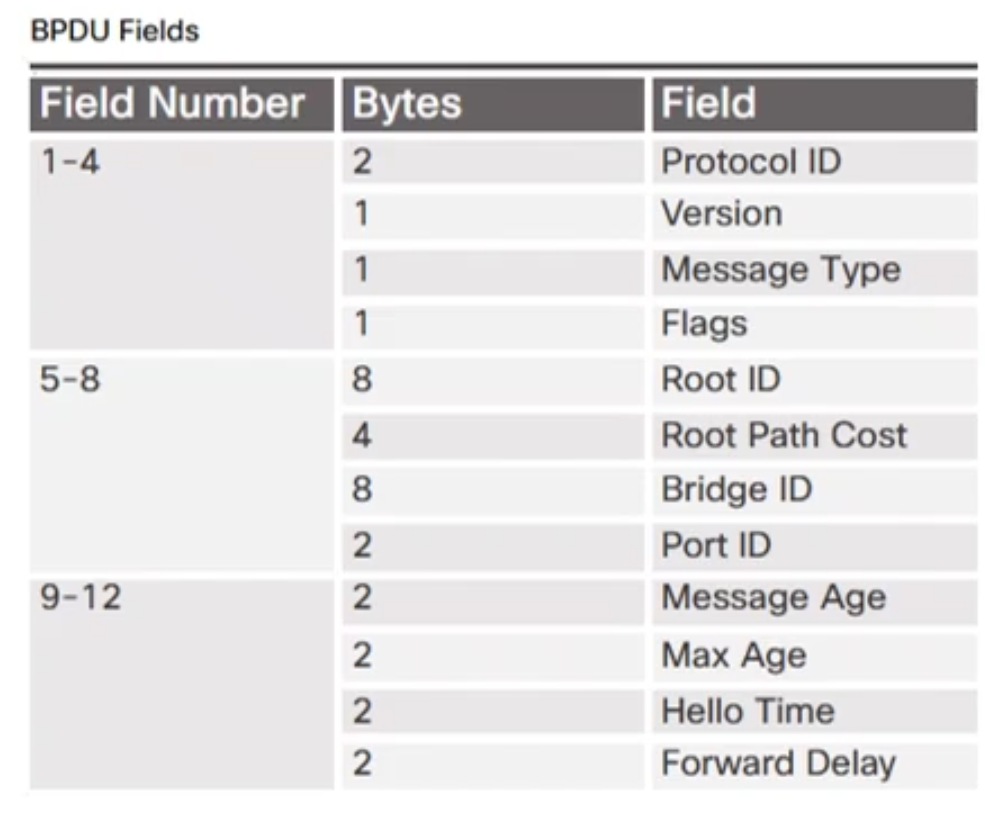 BPDU Fields
Field Number Bytes Field
1-4 2 Protocol ID
1 Version
1 Message Type
1 Flags
5-8 8 Root ID
4 Root Path Cost
8 Bridge ID
2 Port ID
9-12 2 Message Age
2 Max Age
2 Hello Time
2 Forward Delay